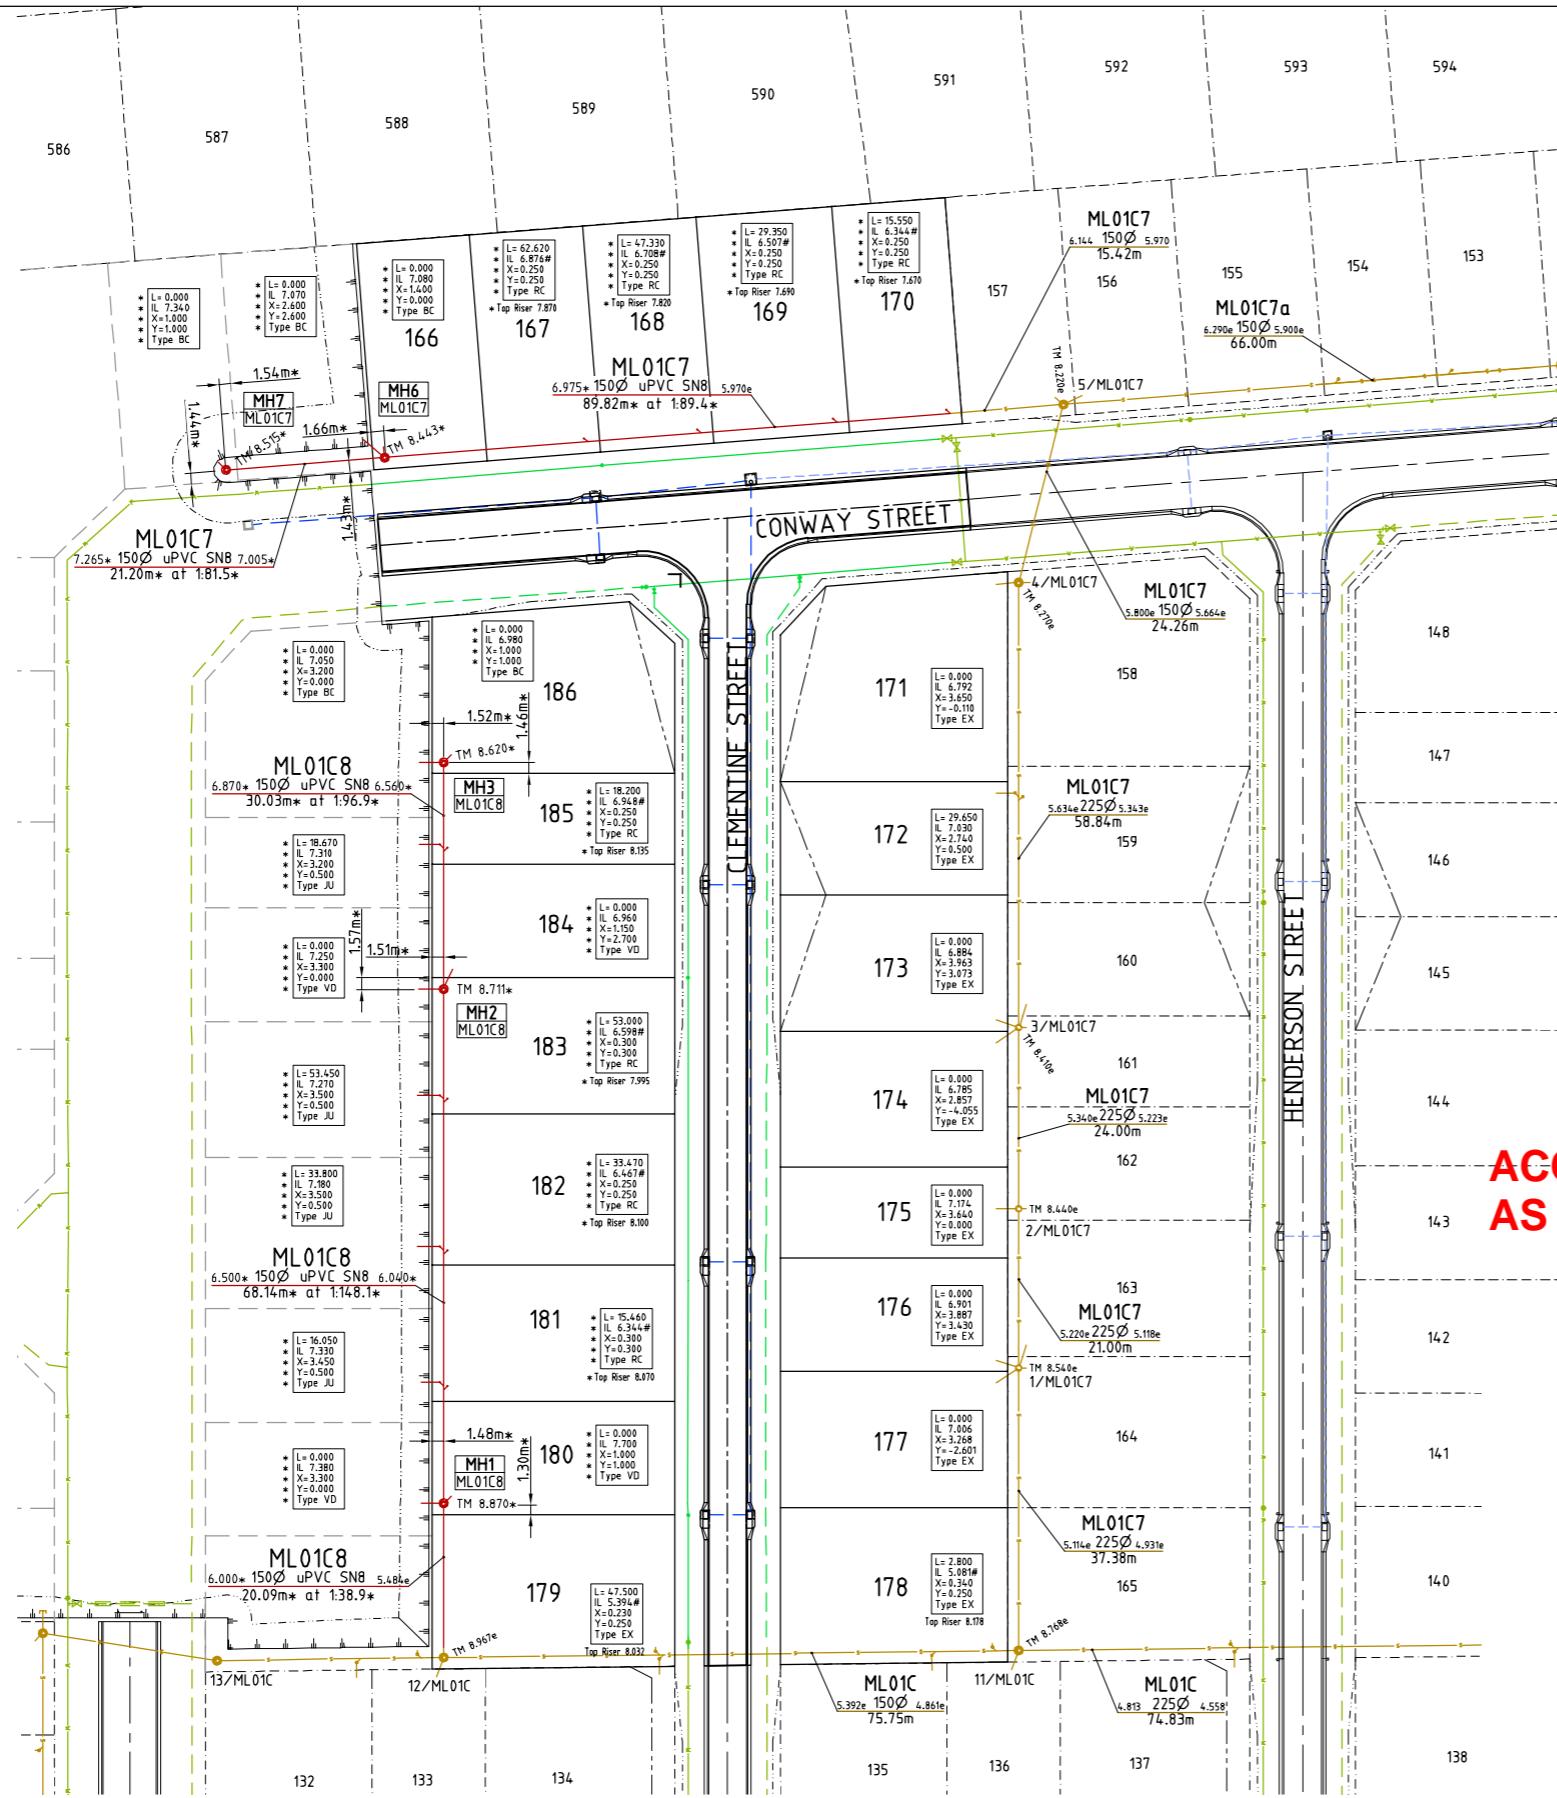 586
587
588
589
590
591
592
593
594
* L= 0.000
* IL 7.340
* X=1.000
* Y=1.000
* Type BC
* L= 0.000
* IL 7.070
* X=2.600
* Y=2.600
* Type BC
* L= 0.000
* IL 7.080
* X=1.400
* Y=0.000
* Type BC
166
* L= 62.620
* IL 6.876#
* X=0.250
* Y=0.250
* Type RC
* Top Riser 7.870
167
* L= 47.330
* IL 6.708#
* X=0.250
* Y=0.250
* Type RC
* Top Riser 7.820
168
* L= 29.350
* IL 6.507#
* X=0.250
* Y=0.250
* Type RC
* Top Riser 7.690
169
* L= 15.550
* IL 6.344#
* X=0.250
* Y=0.250
* Type RC
* Top Riser 7.670
170
157
ML01C7
6.144 150Ø 5.970
15.42m
156
155
154
153
ML01C7a
6.290e 150Ø 5.900e
66.00m
ML01C7
6.975* 150Ø uPVC SN8 5.970e
89.82m* at 1:89.4*
TM 8.220e
5/ML01C7
1.54m*
MH7
ML01C7
1.44m*
TM 8.515*
1.66m*
MH6
ML01C7
TM 8.443*
1.43m*
ML01C7
7.265* 150Ø uPVC SN8 7.005*
21.20m* at 1:81.5*
CONWAY STREET
4/ML01C7
TM 8.270e
ML01C7
5.800e 150Ø 5.664e
24.26m
* L= 0.000
* IL 7.050
* X=3.200
* Y=0.000
* Type BC
* L= 0.000
* IL 6.980
* X=1.000
* Y=1.000
* Type BC
186
1.52m*
1.46m*
TM 8.620*
ML01C8
6.870* 150Ø uPVC SN8 6.560*
30.03m* at 1:96.9*
MH3
ML01C8
185
* L= 18.200
* IL 6.948#
* X=0.250
* Y=0.250
* Type RC
* Top Riser 8.135
CLEMENTINE STREET
171
L= 0.000
IL 6.792
X=3.650
Y=-0.110
Type EX
158
148
147
ML01C7
5.634e 225Ø 5.343e
58.84m
159
172
L= 29.650
IL 7.030
X=2.740
Y=0.500
Type EX
146
* L= 18.670
* IL 7.310
* X=3.200
* Y=0.500
* Type JU
184
* L= 0.000
* IL 6.960
* X=1.150
* Y=2.700
* Type VD
* L= 0.000
* IL 7.250
* X=3.300
* Y=0.000
* Type VD
1.57m*
1.51m*
TM 8.711*
MH2
ML01C8
183
* L= 53.000
* IL 6.598#
* X=0.300
* Y=0.300
* Type RC
* Top Riser 7.995
173
L= 0.000
IL 6.884
X=3.963
Y=3.073
Type EX
160
HENDERSON STREET
145
3/ML01C7
TM 8.410e
161
174
L= 0.000
IL 6.785
X=2.857
Y=-4.055
Type EX
ML01C7
5.340e 225Ø 5.223e
24.00m
162
144
* L= 53.450
* IL 7.270
* X=3.500
* Y=0.500
* Type JU
* L= 33.800
* IL 7.180
* X=3.500
* Y=0.500
* Type JU
182
* L= 33.470
* IL 6.467#
* X=0.250
* Y=0.250
* Type RC
* Top Riser 8.100
175
L= 0.000
IL 7.174
X=3.640
Y=0.000
Type EX
TM 8.440e
2/ML01C7
143
AS
ML01C8
6.500* 150Ø uPVC SN8 6.040*
68.14m* at 1:148.1*
181
* L= 15.460
* IL 6.344#
* X=0.300
* Y=0.300
* Type RC
* Top Riser 8.070
176
L= 0.000
IL 6.901
X=3.887
Y=3.430
Type EX
163
ML01C7
5.220e 225Ø 5.118e
21.00m
142
* L= 16.050
* IL 7.330
* X=3.450
* Y=0.500
* Type JU
TM 8.540e
1/ML01C7
* L= 0.000
* IL 7.380
* X=3.300
* Y=0.000
* Type VD
1.48m*
1.30m*
MH1
ML01C8
TM 8.870*
180
* L= 0.000
* IL 7.700
* X=1.000
* Y=1.000
* Type VD
177
L= 0.000
IL 7.006
X=3.268
Y=-2.601
Type EX
164
141
ML01C7
5.114e 225Ø 4.931e
37.38m
165
ML01C8
6.000* 150Ø uPVC SN8 5.484e
20.09m* at 1:38.9*
179
L= 47.500
IL 5.394#
X=0.230
Y=0.250
Type EX
Top Riser 8.032
178
L= 2.800
IL 5.081#
X=0.340
Y=0.250
Type EX
Top Riser 8.178
140
TM 8.967e
TM 8.768e
13/ML01C
12/ML01C
11/ML01C
ML01C
5.392e 150Ø 4.861e
75.75m
ML01C
4.813 225Ø 4.558
74.83m
132
133
134
135
136
137
138